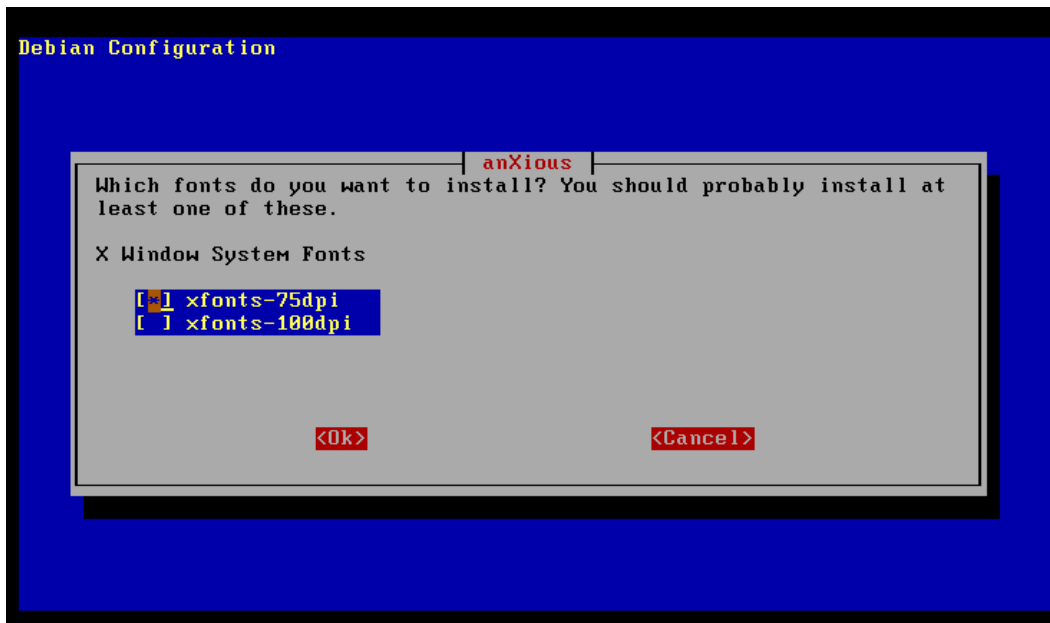 Debian Configuration
anXious
Which fonts do you want to install? You should probably install at
least one of these.
X Window System Fonts
[*] xfonts-75dpi
[ ] xfonts-100dpi
<Ok> <Cancel>